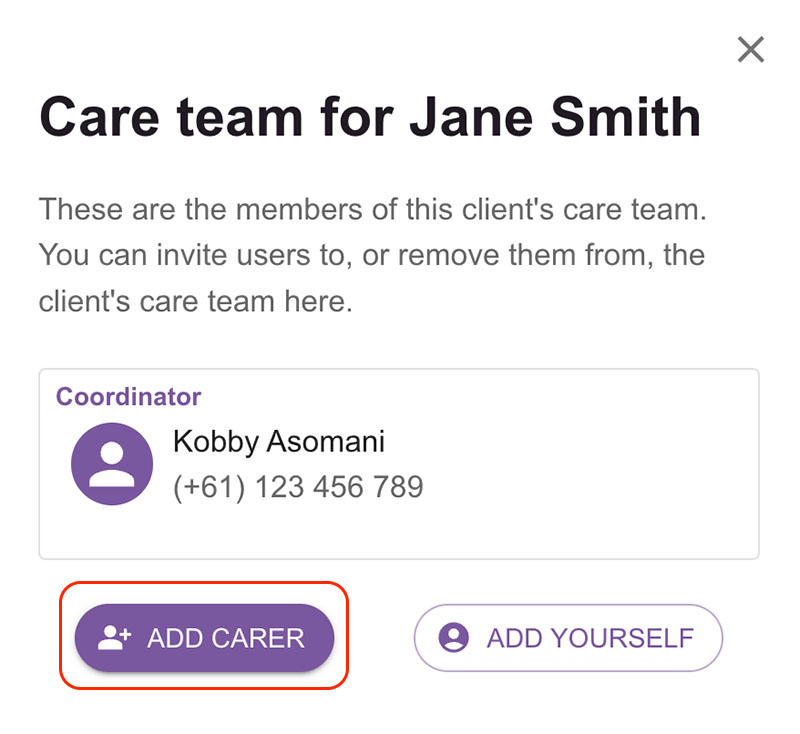 Care team for Jane Smith
These are the members of this client's care team.
You can invite users to, or remove them from, the
client's care team here.
Coordinator
Kobby Asomani
(+61) 123 456 789
ADD CARER
ADD YOURSELF